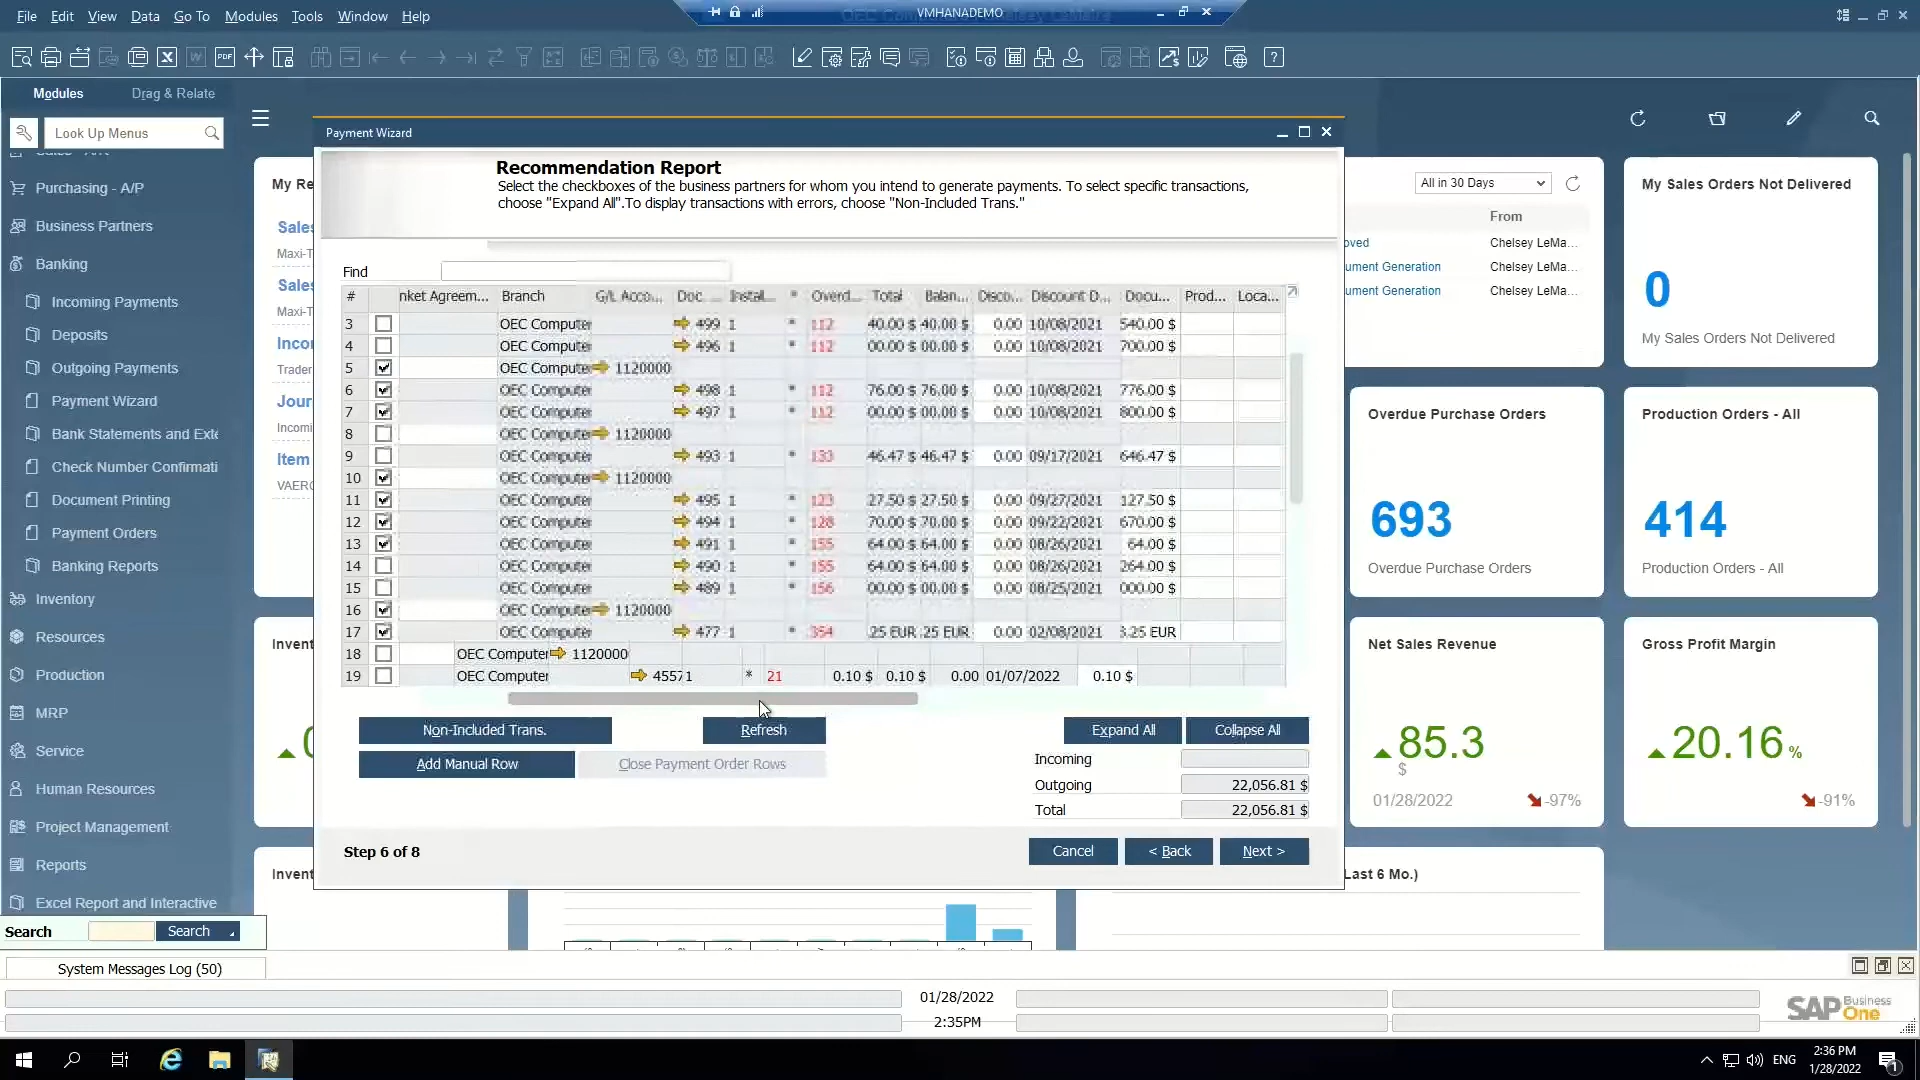 File Edit View Data Go To Modules Tools Window Help
VMHANADEMO
Modules Drag & Relate
Look Up Menus
Purchasing - A/P
Business Partners
Banking
Incoming Payments
Deposits
Outgoing Payments
Payment Wizard
Bank Statements and Exte
Check Number Confirmati
Document Printing
Payment Orders
Banking Reports
Inventory
Resources
Production
MRP
Service
Human Resources
Project Management
Reports
Excel Report and Interactive
Search Search
My Re
Sales
Maxi-T
Sales
Maxi-T
Inco
Trader
Jour
Incomi
Item
VAERC
Invent
Invent
Payment Wizard
Recommendation Report
Select the checkboxes of the business partners for whom you intend to generate payments. To select specific transactions,
choose "Expand All".To display transactions with errors, choose "Non-Included Trans."
Find
# nket Agreem... Branch G/L Acco... Doc. ... Install... * Overd... Total Balan... Disco... Discount D... Docu... Prod... Loca...
3 OEC Computer 499 1 * 112 40.00 $ 40.00 $ 0.00 10/08/2021 540.00 $
4 OEC Computer 496 1 * 112 00.00 $ 00.00 $ 0.00 10/08/2021 700.00 $
5 OEC Computer 1120000
6 OEC Computer 498 1 * 112 76.00 $ 76.00 $ 0.00 10/08/2021 776.00 $
7 OEC Computer 497 1 * 112 00.00 $ 00.00 $ 0.00 10/08/2021 800.00 $
8 OEC Computer 1120000
9 OEC Computer 493 1 * 133 46.47 $ 46.47 $ 0.00 09/17/2021 646.47 $
10 OEC Computer 1120000
11 OEC Computer 495 1 * 123 27.50 $ 27.50 $ 0.00 09/27/2021 127.50 $
12 OEC Computer 494 1 * 128 70.00 $ 70.00 $ 0.00 09/22/2021 670.00 $
13 OEC Computer 491 1 * 155 64.00 $ 64.00 $ 0.00 08/26/2021 64.00 $
14 OEC Computer 490 1 * 155 64.00 $ 64.00 $ 0.00 08/26/2021 264.00 $
15 OEC Computer 489 1 * 156 00.00 $ 00.00 $ 0.00 08/25/2021 000.00 $
16 OEC Computer 1120000
17 OEC Computer 477 1 * 354 .25 EUR .25 EUR 0.00 02/08/2021 3.25 EUR
18 OEC Computer 1120000
19 OEC Computer 4557 1 * 21 0.10 $ 0.10 $ 0.00 01/07/2022 0.10 $
Non-Included Trans. Refresh Expand All Collapse All
Add Manual Row Close Payment Order Rows
Incoming
Outgoing 22,056.81 $
Total 22,056.81 $
Step 6 of 8
Cancel < Back Next >
All in 30 Days
From
oved Chelsey LeMa...
ument Generation Chelsey LeMa...
ument Generation Chelsey LeMa...
My Sales Orders Not Delivered
0
My Sales Orders Not Delivered
Overdue Purchase Orders
693
Overdue Purchase Orders
Production Orders - All
414
Production Orders - All
Net Sales Revenue
85.3
$
01/28/2022 -97%
Gross Profit Margin
20.16 %
-91%
Last 6 Mo.)
System Messages Log (50)
01/28/2022
2:35PM
SAP Business One
ENG
2:36 PM
1/28/2022
1